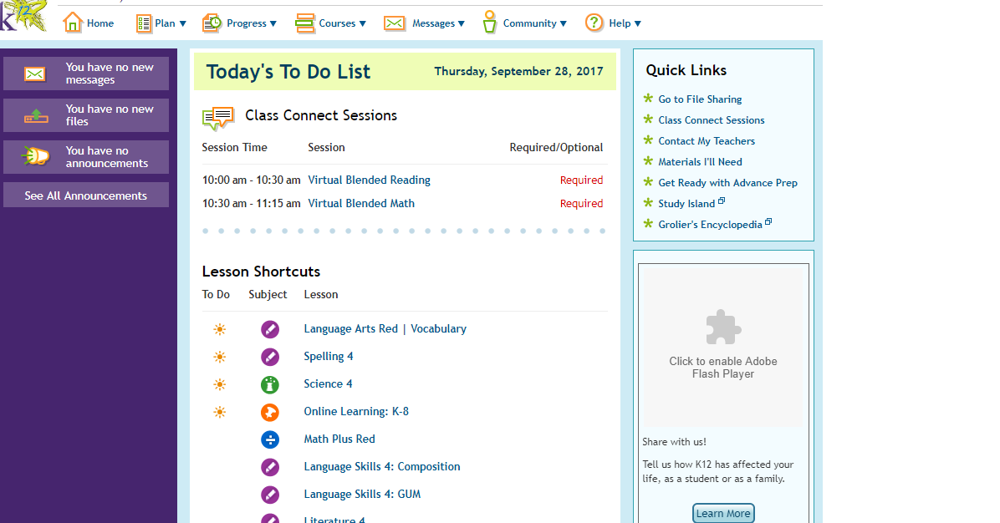 k12
Home Plan Progress Courses Messages Community Help
You have no new
messages
You have no new
files
You have no
announcements
See All Announcements
Today's To Do List Thursday, September 28, 2017
Class Connect Sessions
Session Time Session Required/Optional
10:00 am - 10:30 am Virtual Blended Reading Required
10:30 am - 11:15 am Virtual Blended Math Required
Lesson Shortcuts
To Do Subject Lesson
Language Arts Red | Vocabulary
Spelling 4
Science 4
Online Learning: K-8
Math Plus Red
Language Skills 4: Composition
Language Skills 4: GUM
Literature 4
Quick Links
Go to File Sharing
Class Connect Sessions
Contact My Teachers
Materials I'll Need
Get Ready with Advance Prep
Study Island
Grolier's Encyclopedia
Click to enable Adobe
Flash Player
Share with us!
Tell us how K12 has affected your
life, as a student or as a family.
Learn More